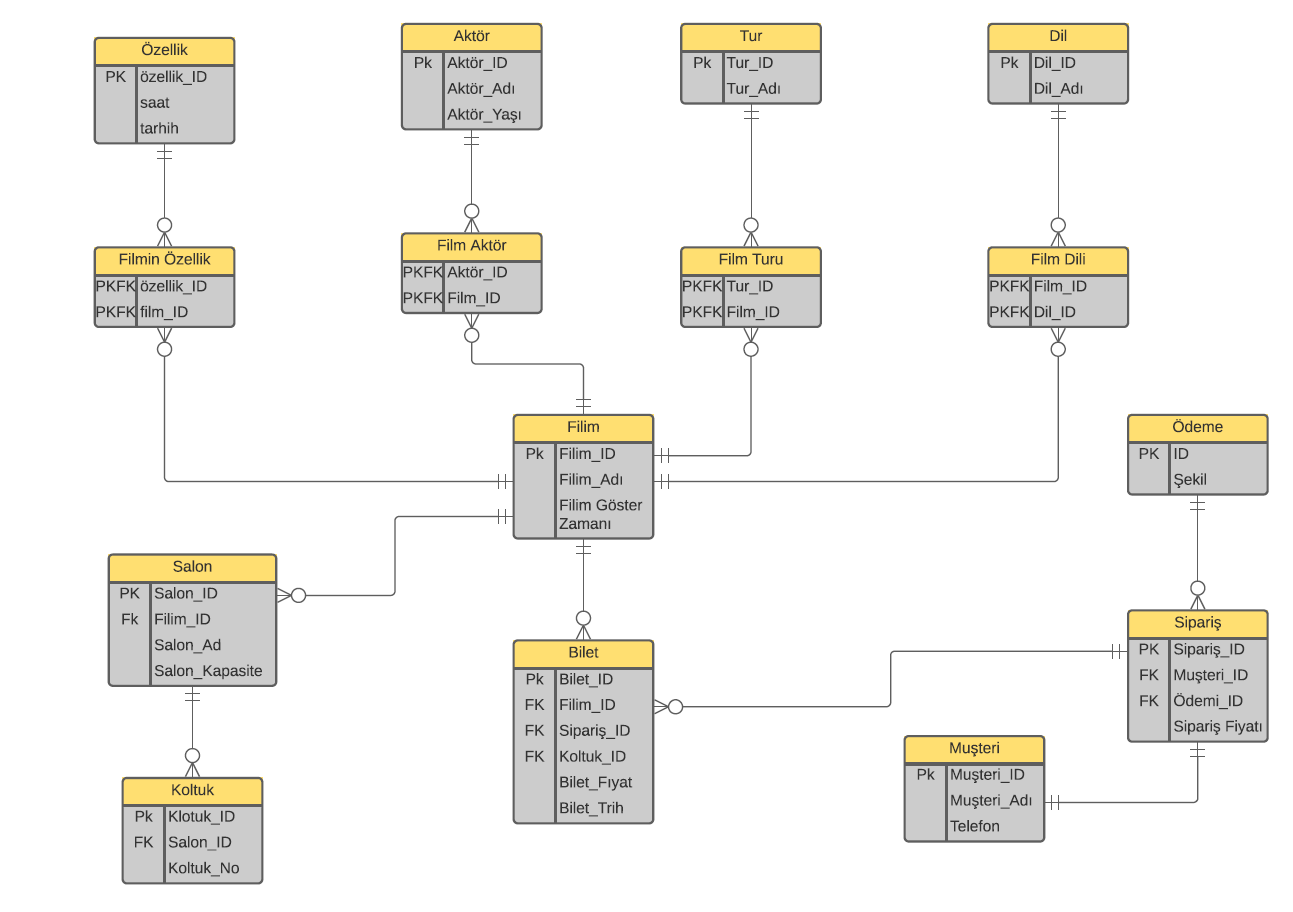 Özellik
PK özellik_ID
saat
tarhih
Aktör
Pk Aktör_ID
Aktör_Adı
Aktör_Yaşı
Tur
Pk Tur_ID
Tur_Adı
Dil
Pk Dil_ID
Dil_Adı
Filmin Özellik
PKFK özellik_ID
PKFK film_ID
Film Aktör
PKFK Aktör_ID
PKFK Film_ID
Film Turu
PKFK Tur_ID
PKFK Film_ID
Film Dili
PKFK Film_ID
PKFK Dil_ID
Filim
Pk Filim_ID
Filim_Adı
Filim Göster
Zamanı
Ödeme
PK ID
Şekil
Salon
PK Salon_ID
Fk Filim_ID
Salon_Ad
Salon_Kapasite
Bilet
Pk Bilet_ID
FK Filim_ID
FK Sipariş_ID
FK Koltuk_ID
Bilet_Fıyat
Bilet_Trih
Sipariş
PK Sipariş_ID
FK Muşteri_ID
FK Ödemi_ID
Sipariş Fiyatı
Muşteri
Pk Muşteri_ID
Muşteri_Adı
Telefon
Koltuk
Pk Klotuk_ID
FK Salon_ID
Koltuk_No